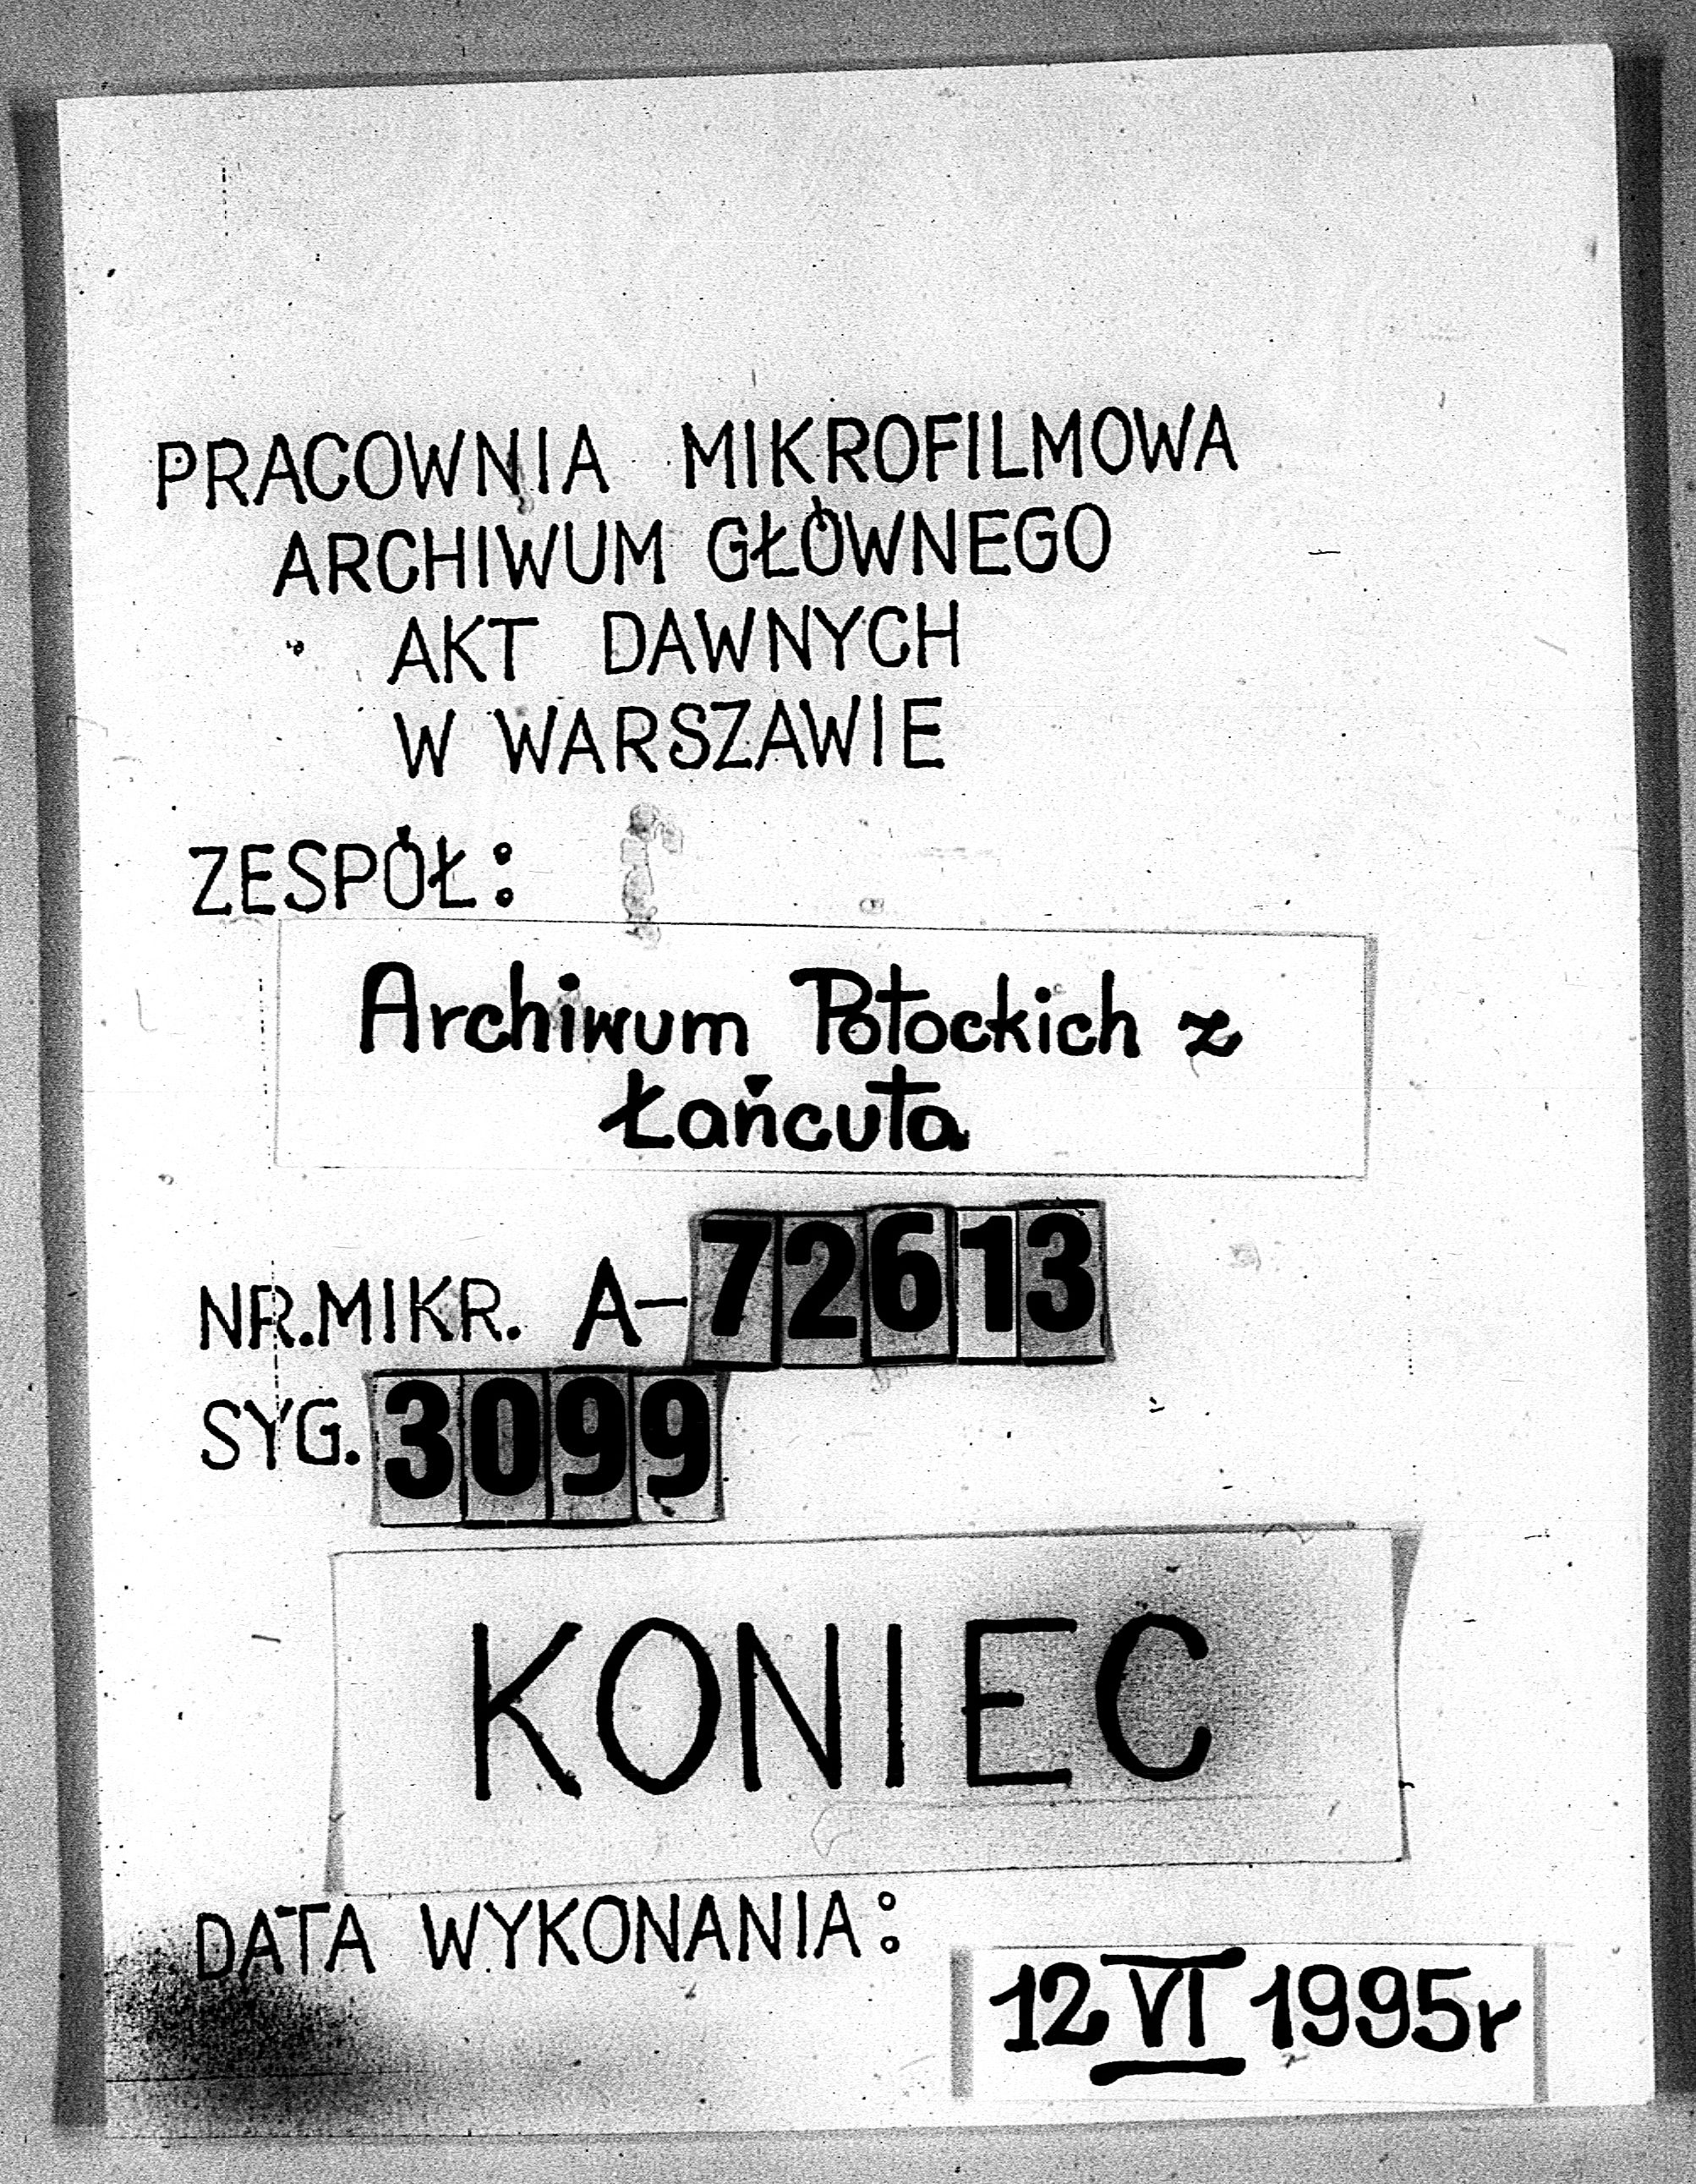 PRACOWNIA MIKROFILMOWA
ARCHIWUM GŁÓWNEGO
AKT DAWNYCH
W WARSZAWIE
ZESPÓŁ:
Archiwum Potockich z
Łańcuta
NR.MIKR. A-72613
SYG. 3099
KONIEC
DATA WYKONANIA:
12 VI 1995r